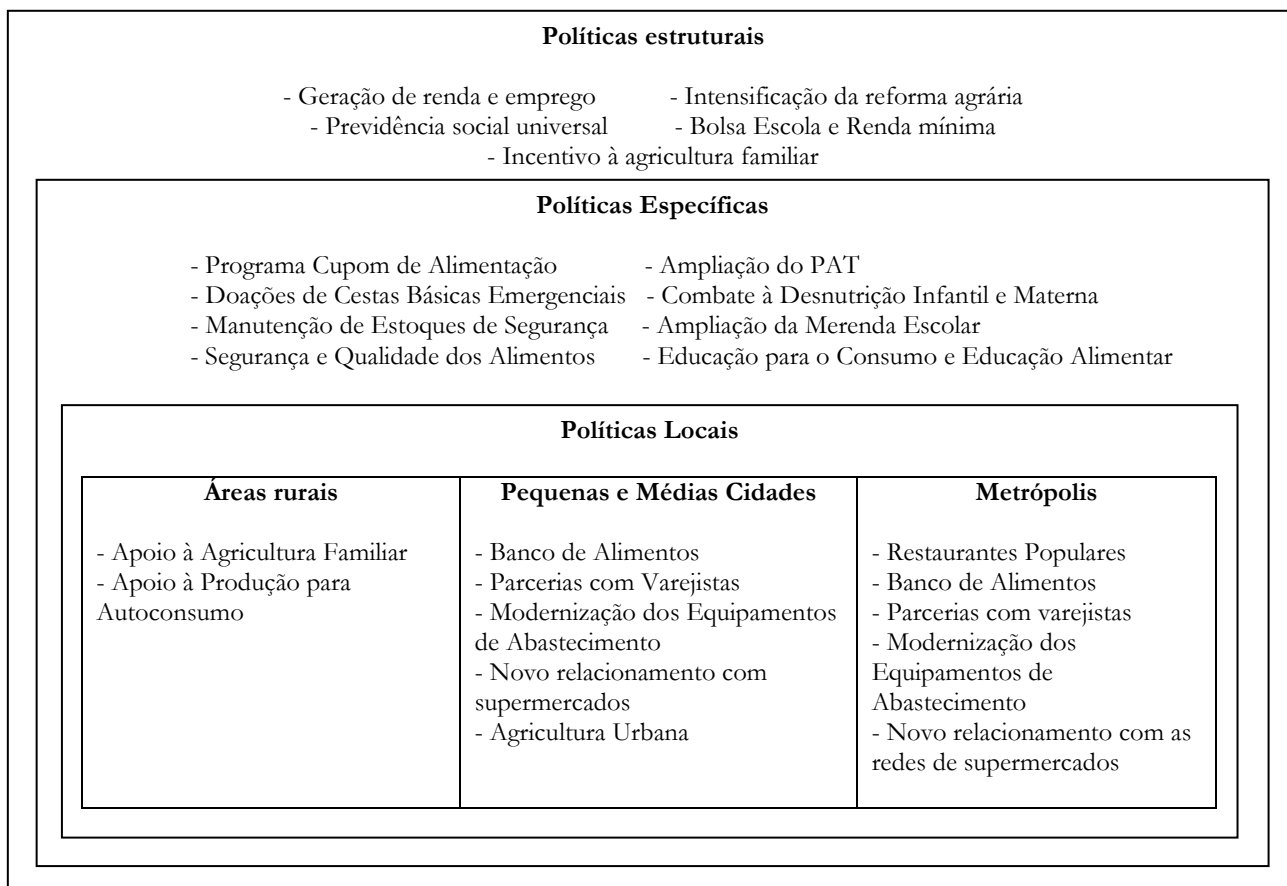 Políticas estruturais
- Geração de renda e emprego - Intensificação da reforma agrária
- Previdência social universal - Bolsa Escola e Renda mínima
- Incentivo à agricultura familiar
Políticas Específicas
- Programa Cupom de Alimentação - Ampliação do PAT
- Doações de Cestas Básicas Emergenciais - Combate à Desnutrição Infantil e Materna
- Manutenção de Estoques de Segurança - Ampliação da Merenda Escolar
- Segurança e Qualidade dos Alimentos - Educação para o Consumo e Educação Alimentar
Políticas Locais
Áreas rurais
- Apoio à Agricultura Familiar
- Apoio à Produção para
Autoconsumo
Pequenas e Médias Cidades
- Banco de Alimentos
- Parcerias com Varejistas
- Modernização dos Equipamentos
de Abastecimento
- Novo relacionamento com
supermercados
- Agricultura Urbana
Metrópolis
- Restaurantes Populares
- Banco de Alimentos
- Parcerias com varejistas
- Modernização dos
Equipamentos de
Abastecimento
- Novo relacionamento com as
redes de supermercados